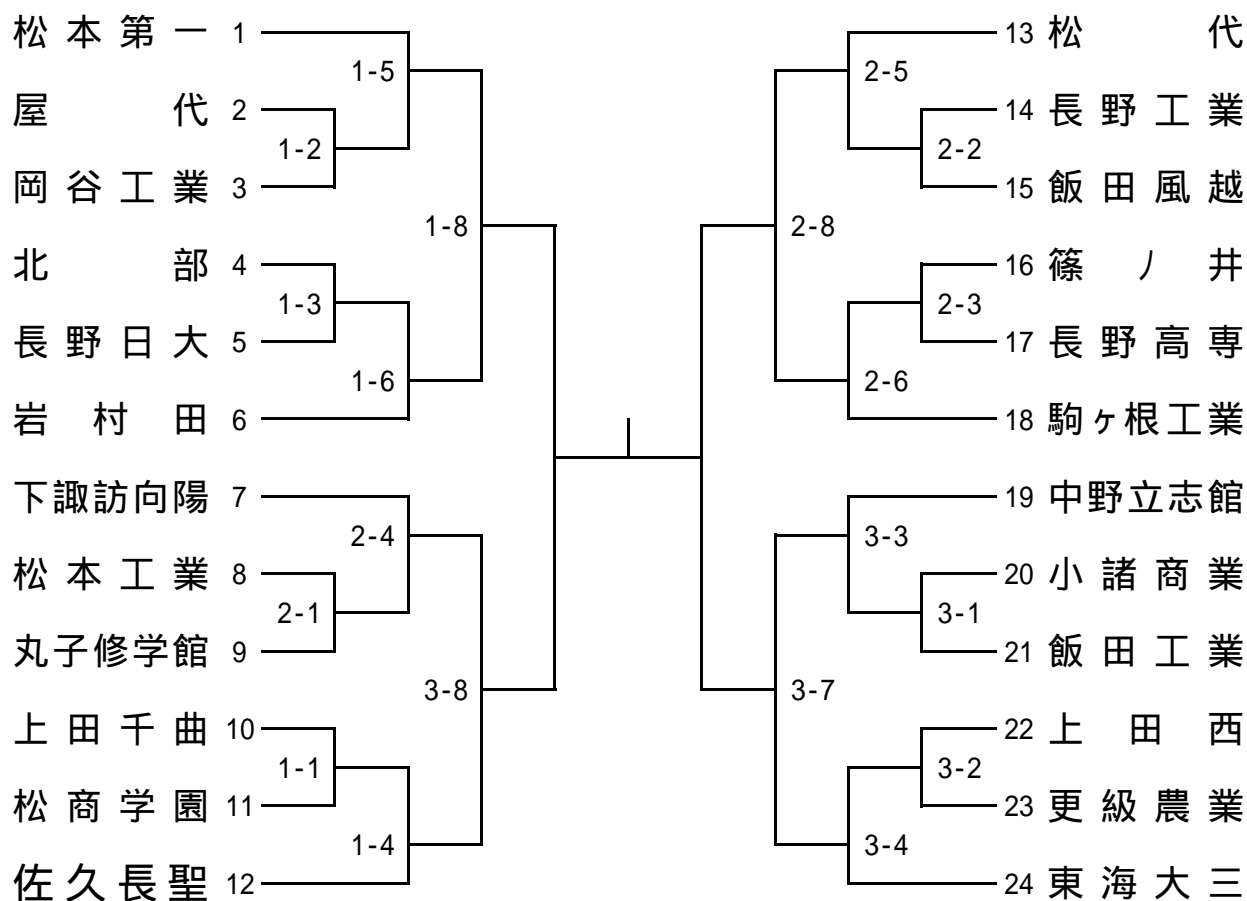 松本第一 1
1-5
屋代 2
1-2
岡谷工業 3
1-8
北部 4
1-3
長野日大 5
1-6
岩村田 6
下諏訪向陽 7
2-4
松本工業 8
2-1
丸子修学館 9
3-8
上田千曲 10
1-1
松商学園 11
1-4
佐久長聖 12
13 松代
2-5
14 長野工業
2-2
15 飯田風越
2-8
16 篠ノ井
2-3
17 長野高専
2-6
18 駒ヶ根工業
19 中野立志館
3-3
20 小諸商業
3-1
21 飯田工業
3-7
22 上田西
3-2
23 更級農業
3-4
24 東海大三